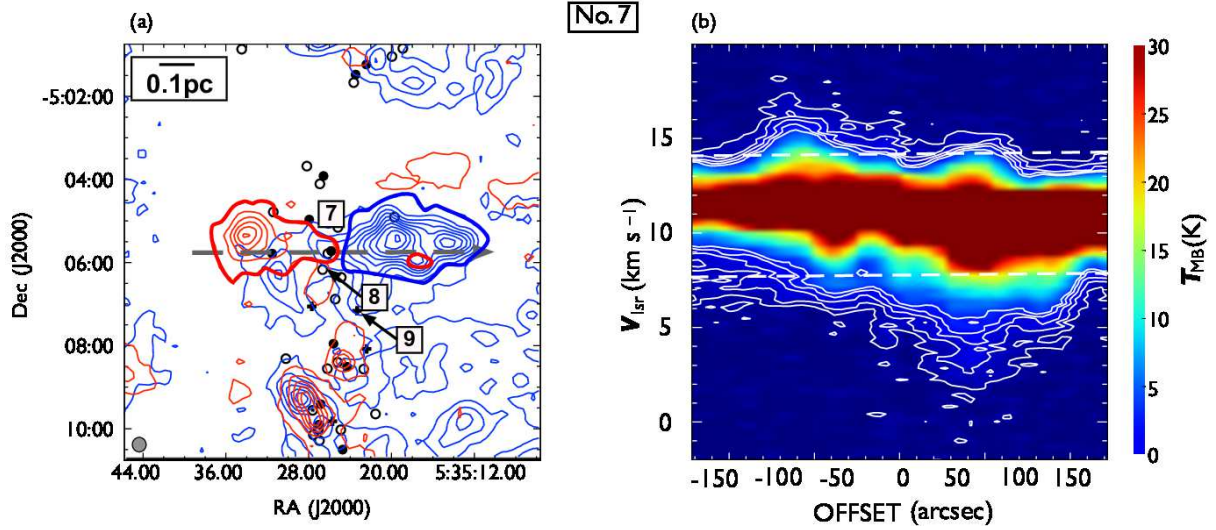 No. 7
(a)
(b)
0.1pc
-5:02:00
04:00
06:00
08:00
10:00
Dec (J2000)
7
8
9
44.00 36.00 28.00 20.00 5:35:12.00
RA (J2000)
15
10
5
0
V lsr (km s⁻¹)
-150 -100 -50 0 50 100 150
OFFSET (arcsec)
30
25
20
15
10
5
0
T MB (K)